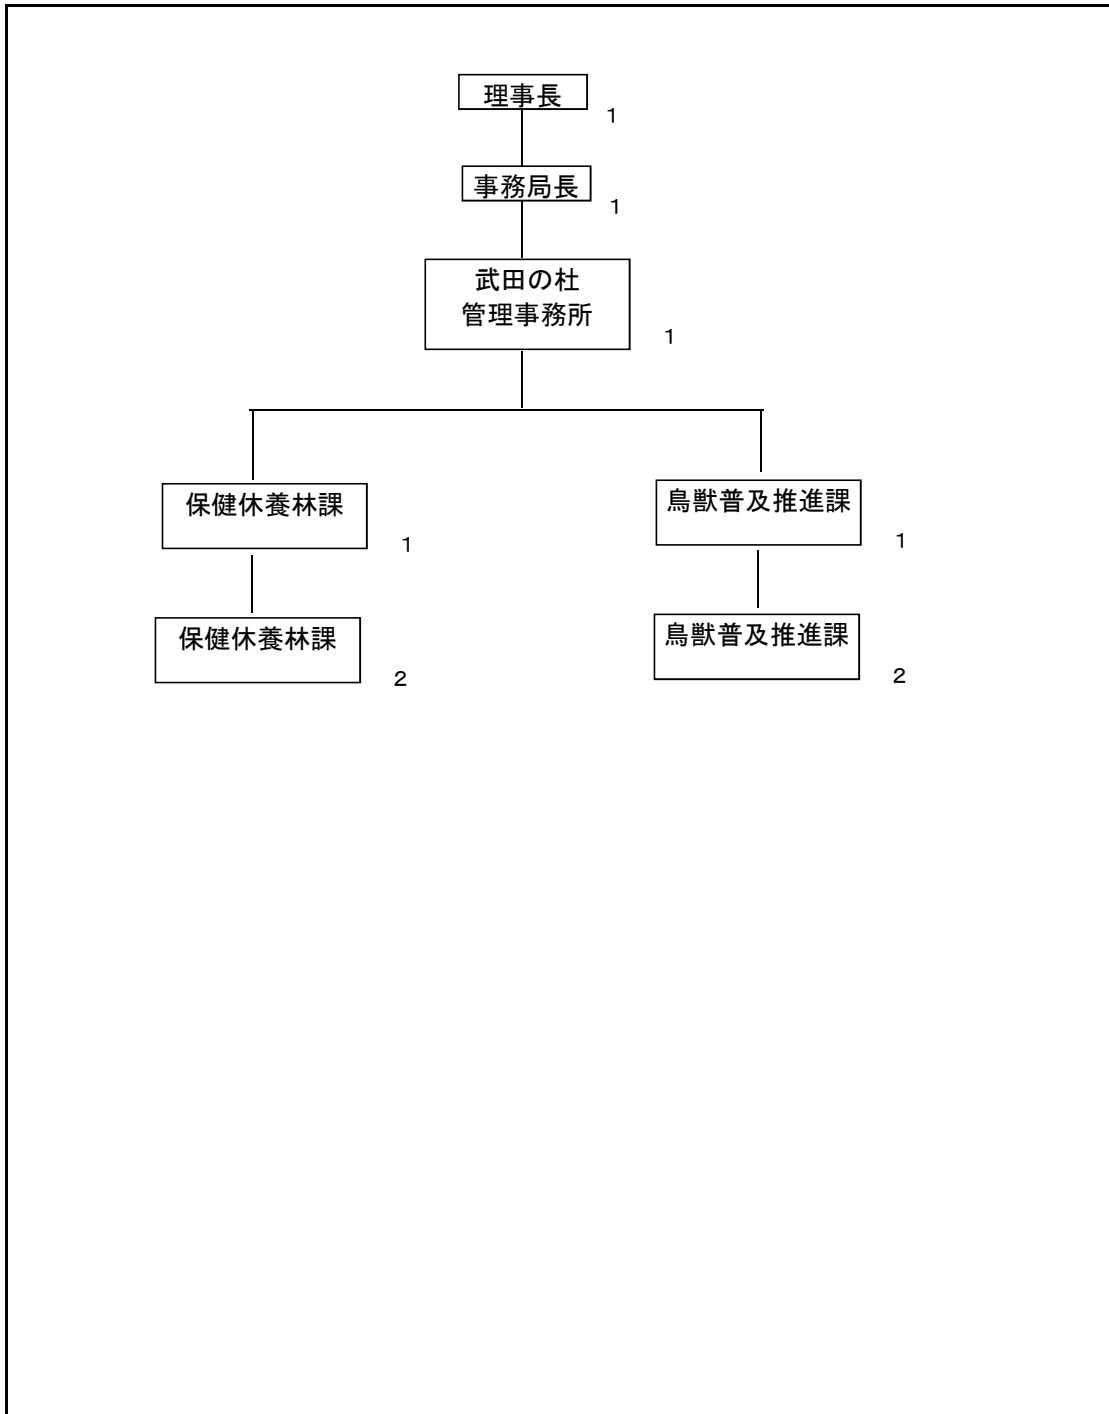 理事長
1
事務局長
1
武田の杜
管理事務所
1
保健休養林課
1
鳥獣普及推進課
1
保健休養林課
2
鳥獣普及推進課
2